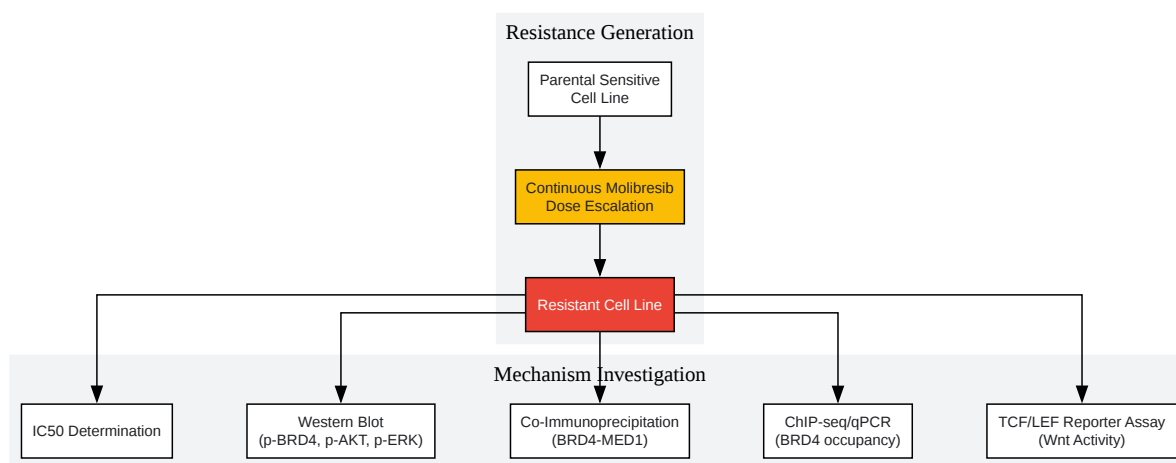 Resistance Generation
Parental Sensitive
Cell Line
Continuous Molibresib
Dose Escalation
Resistant Cell Line
Mechanism Investigation
IC50 Determination
Western Blot
(p-BRD4, p-AKT, p-ERK)
Co-Immunoprecipitation
(BRD4-MED1)
ChIP-seq/qPCR
(BRD4 occupancy)
TCF/LEF Reporter Assay
(Wnt Activity)